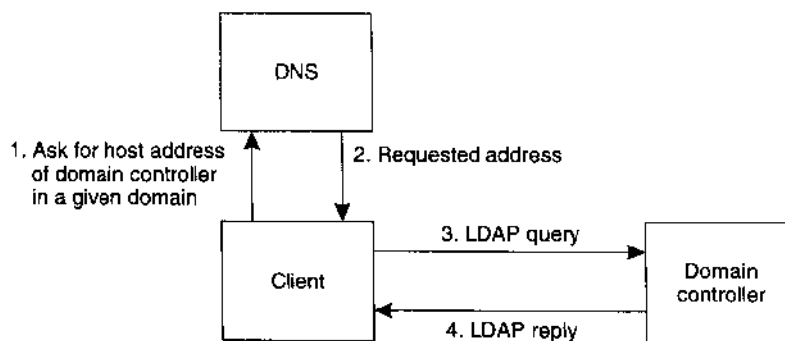 DNS
1. Ask for host address
of domain controller
in a given domain
2. Requested address
Client
3. LDAP query
4. LDAP reply
Domain
controller